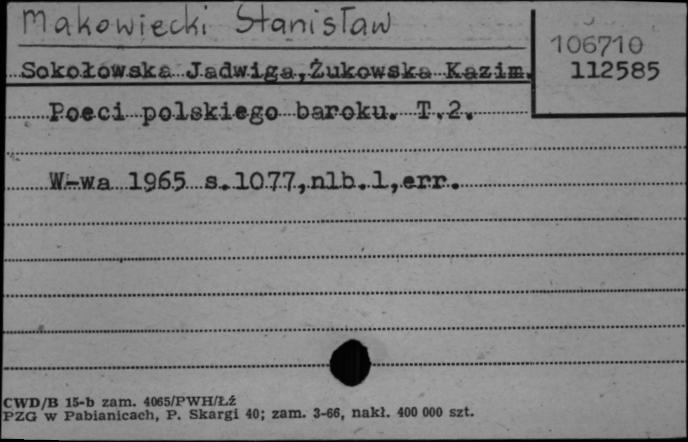 Makowiecki Stanisław
106710
Sokołowska Jadwiga,Żukowska Kazim.
112585
Poeci polskiego baroku. T.2.
W-wa 1965 s.1077,nlb.1,err.
CWD/B 15-b zam. 4065/PWH/Łź
PZG w Pabianicach, P. Skargi 40; zam. 3-66, nakł. 400 000 szt.